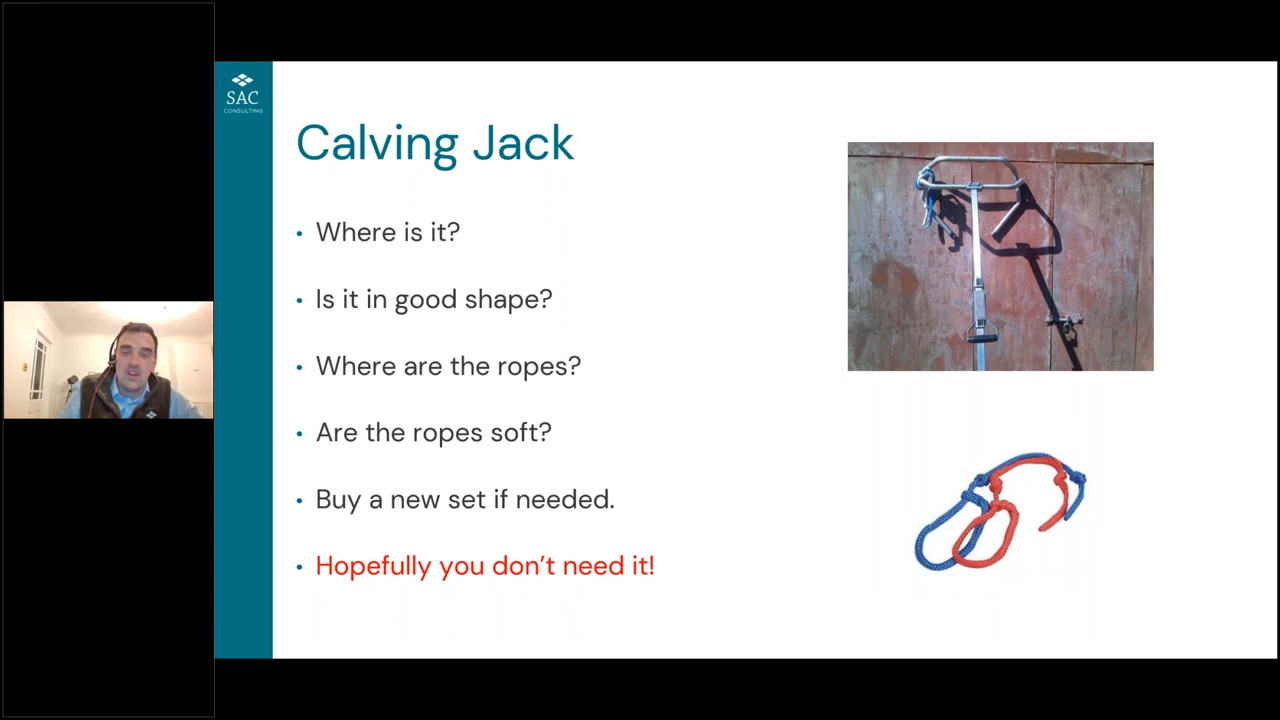 SAC
CONSULTING
Calving Jack
• Where is it?
• Is it in good shape?
• Where are the ropes?
• Are the ropes soft?
• Buy a new set if needed.
• Hopefully you don’t need it!